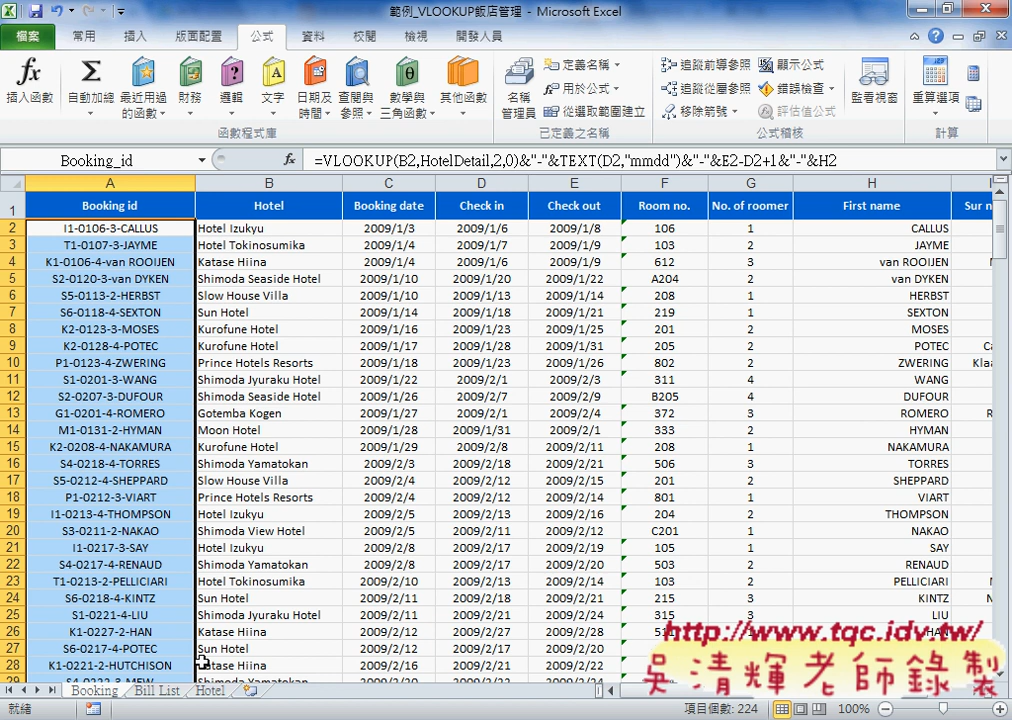 範例_VLOOKUP飯店管理 - Microsoft Excel
檔案 常用 插入 版面配置 公式 資料 校閱 檢視 開發人員
插入函數 自動加總 最近用過的函數 財務 邏輯 文字 日期及時間 查閱與參照 數學與三角函數 其他函數 名稱管理員 定義名稱 用於公式 從選取範圍建立 追蹤前導參照 追蹤從屬參照 移除箭號 顯示公式 錯誤檢查 評估值公式 監看視窗 重算選項
函數程式庫 已定義之名稱 公式稽核 計算
Booking_id fx =VLOOKUP(B2,HotelDetail,2,0)&"-"&TEXT(D2,"mmdd")&"-"&E2-D2+1&"-"&H2
A B C D E F G H I
1 Booking id Hotel Booking date Check in Check out Room no. No. of roomer First name Sur n
2 I1-0106-3-CALLUS Hotel Izukyu 2009/1/3 2009/1/6 2009/1/8 106 1 CALLUS
3 T1-0107-3-JAYME Hotel Tokinosumika 2009/1/4 2009/1/7 2009/1/9 103 2 JAYME
4 K1-0106-4-van ROOIJEN Katase Hiina 2009/1/4 2009/1/6 2009/1/9 612 3 van ROOIJEN
5 S2-0120-3-van DYKEN Shimoda Seaside Hotel 2009/1/10 2009/1/20 2009/1/22 A204 2 van DYKEN
6 S5-0113-2-HERBST Slow House Villa 2009/1/10 2009/1/13 2009/1/14 208 1 HERBST
7 S6-0118-4-SEXTON Sun Hotel 2009/1/14 2009/1/18 2009/1/21 219 1 SEXTON
8 K2-0123-3-MOSES Kurofune Hotel 2009/1/16 2009/1/23 2009/1/25 201 2 MOSES
9 K2-0128-4-POTEC Kurofune Hotel 2009/1/17 2009/1/28 2009/1/31 205 2 POTEC Ca
10 P1-0123-4-ZWERING Prince Hotels Resorts 2009/1/18 2009/1/23 2009/1/26 802 2 ZWERING Klaa
11 S1-0201-3-WANG Shimoda Jyuraku Hotel 2009/1/22 2009/2/1 2009/2/3 311 4 WANG
12 S2-0207-3-DUFOUR Shimoda Seaside Hotel 2009/1/26 2009/2/7 2009/2/9 B205 4 DUFOUR
13 G1-0201-4-ROMERO Gotemba Kogen 2009/1/27 2009/2/1 2009/2/4 372 3 ROMERO R
14 M1-0131-2-HYMAN Moon Hotel 2009/1/28 2009/1/31 2009/2/1 333 2 HYMAN
15 K2-0208-4-NAKAMURA Kurofune Hotel 2009/1/29 2009/2/8 2009/2/11 208 1 NAKAMURA
16 S4-0218-4-TORRES Shimoda Yamatokan 2009/2/3 2009/2/18 2009/2/21 506 3 TORRES
17 S5-0212-4-SHEPPARD Slow House Villa 2009/2/4 2009/2/12 2009/2/15 201 2 SHEPPARD
18 P1-0212-3-VIART Prince Hotels Resorts 2009/2/4 2009/2/12 2009/2/14 801 1 VIART
19 I1-0213-4-THOMPSON Hotel Izukyu 2009/2/5 2009/2/13 2009/2/16 204 2 THOMPSON
20 S3-0211-2-NAKAO Shimoda View Hotel 2009/2/5 2009/2/11 2009/2/12 C201 1 NAKAO
21 I1-0217-3-SAY Hotel Izukyu 2009/2/8 2009/2/17 2009/2/19 105 1 SAY
22 S4-0217-4-RENAUD Shimoda Yamatokan 2009/2/8 2009/2/17 2009/2/20 503 2 RENAUD
23 T1-0213-2-PELLICIARI Hotel Tokinosumika 2009/2/10 2009/2/13 2009/2/14 103 2 PELLICIARI
24 S6-0218-4-KINTZ Sun Hotel 2009/2/11 2009/2/18 2009/2/21 215 3 KINTZ
25 S1-0221-4-LIU Shimoda Jyuraku Hotel 2009/2/11 2009/2/21 2009/2/24 315 3 LIU
26 K1-0227-2-HAN Katase Hiina 2009/2/12 2009/2/27 2009/2/28
27 S6-0217-4-POTEC Sun Hotel 2009/2/12 2009/2/17 2009/2/20
28 K1-0221-2-HUTCHISON Katase Hiina 2009/2/16 2009/2/21 2009/2/22
http://www.tqc.idv.tw/
吳清輝老師錄製
Booking Bill List Hotel
就緒 項目個數: 224 100%